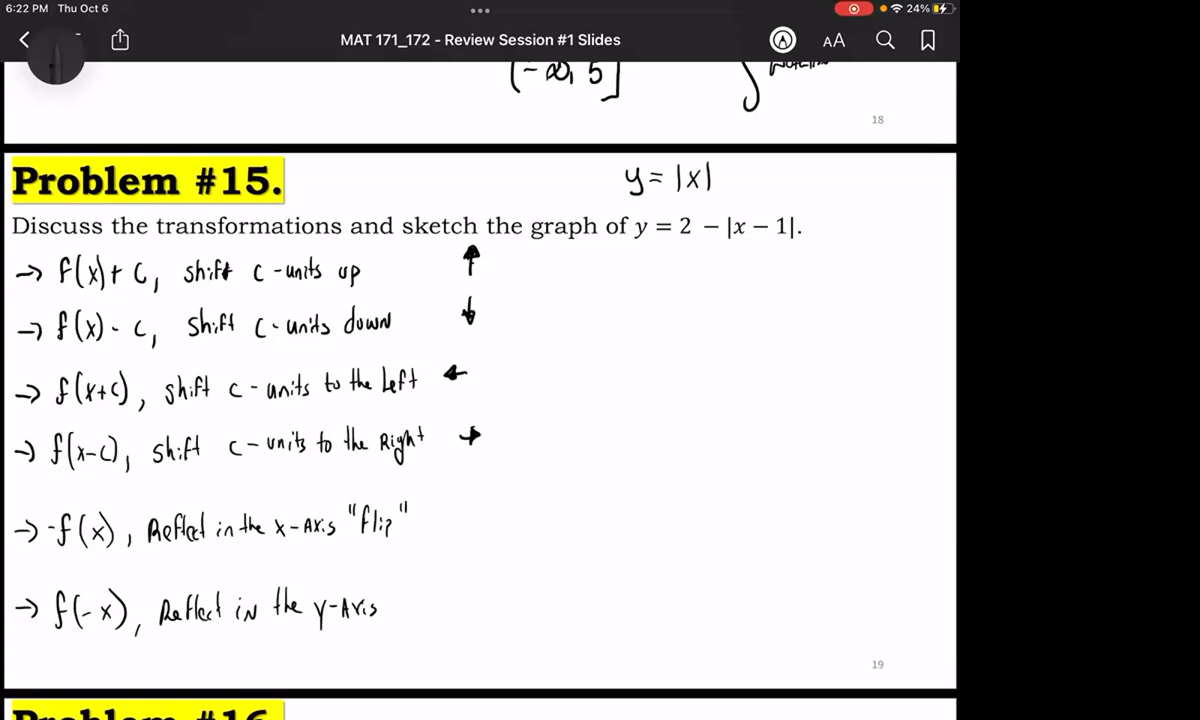 6:22 PM Thu Oct 6
24%
MAT 171_172 - Review Session #1 Slides
AA
(-∞, 5]
18
Problem #15.
y = |x|
Discuss the transformations and sketch the graph of y = 2 − |x − 1|.
→ f(x)+ c, shift c-units up ↑
→ f(x) - c, shift c-units down ↓
→ f(x+c), shift c-units to the Left ←
→ f(x-c), shift c-units to the Right →
→ -f(x), Reflect in the x-Axis "flip"
→ f(-x), Reflect in the y-Axis
19
Problem #16.